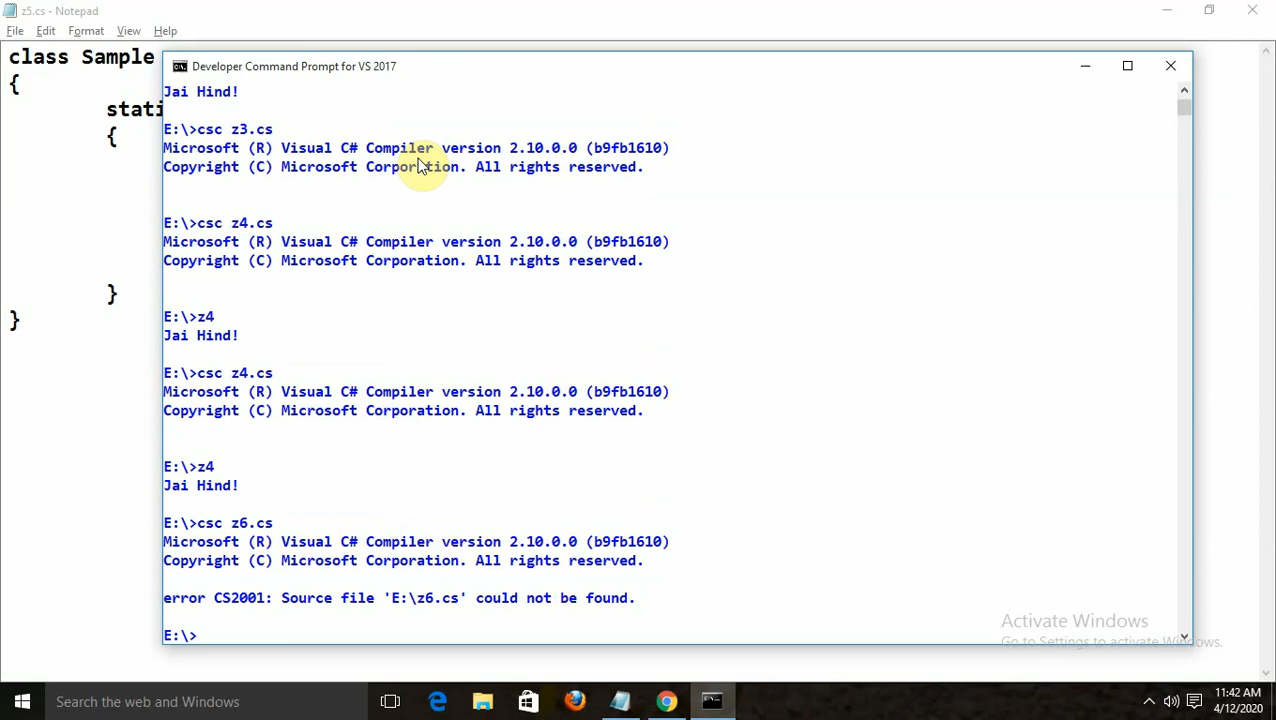 z5.cs - Notepad
File Edit Format View Help
class Sample
{
{
}
}
Developer Command Prompt for VS 2017
Jai Hind!
E:\>csc z3.cs
Microsoft (R) Visual C# Compiler version 2.10.0.0 (b9fb1610)
Copyright (C) Microsoft Corporation. All rights reserved.
E:\>csc z4.cs
Microsoft (R) Visual C# Compiler version 2.10.0.0 (b9fb1610)
Copyright (C) Microsoft Corporation. All rights reserved.
E:\>z4
Jai Hind!
E:\>csc z4.cs
Microsoft (R) Visual C# Compiler version 2.10.0.0 (b9fb1610)
Copyright (C) Microsoft Corporation. All rights reserved.
E:\>z4
Jai Hind!
E:\>csc z6.cs
Microsoft (R) Visual C# Compiler version 2.10.0.0 (b9fb1610)
Copyright (C) Microsoft Corporation. All rights reserved.
error CS2001: Source file 'E:\z6.cs' could not be found.
E:\>
Activate Windows
Go to Settings to activate Windows.
Search the web and Windows
11:42 AM
4/12/2020